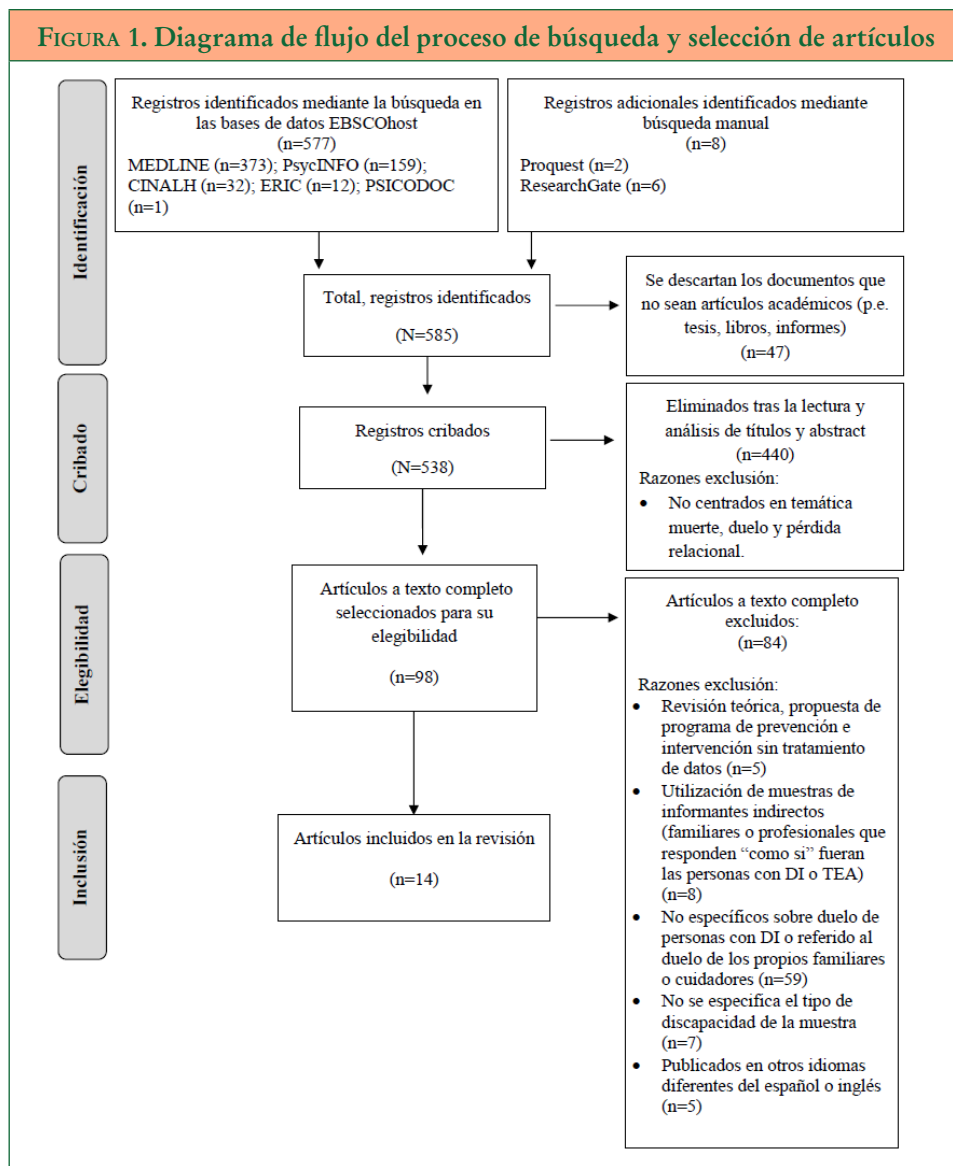 FIGURA 1. Diagrama de flujo del proceso de búsqueda y selección de artículos
Identificación
Registros identificados mediante la búsqueda en
las bases de datos EBSCOhost
(n=577)
MEDLINE (n=373); PsycINFO (n=159);
CINALH (n=32); ERIC (n=12); PSICODOC
(n=1)
Registros adicionales identificados mediante
búsqueda manual
(n=8)
Proquest (n=2)
ResearchGate (n=6)
Total, registros identificados
(N=585)
Se descartan los documentos que
no sean artículos académicos (p.e.
tesis, libros, informes)
(n=47)
Cribado
Registros cribados
(N=538)
Eliminados tras la lectura y
análisis de títulos y abstract
(n=440)
Razones exclusión:
• No centrados en temática
muerte, duelo y pérdida
relacional.
Elegibilidad
Artículos a texto completo
seleccionados para su
elegibilidad
(n=98)
Artículos a texto completo
excluidos:
(n=84)
Razones exclusión:
• Revisión teórica, propuesta de
programa de prevención e
intervención sin tratamiento
de datos (n=5)
• Utilización de muestras de
informantes indirectos
(familiares o profesionales que
responden “como si” fueran
las personas con DI o TEA)
(n=8)
• No específicos sobre duelo de
personas con DI o referido al
duelo de los propios familiares
o cuidadores (n=59)
• No se especifica el tipo de
discapacidad de la muestra
(n=7)
• Publicados en otros idiomas
diferentes del español o inglés
(n=5)
Inclusión
Artículos incluidos en la revisión
(n=14)